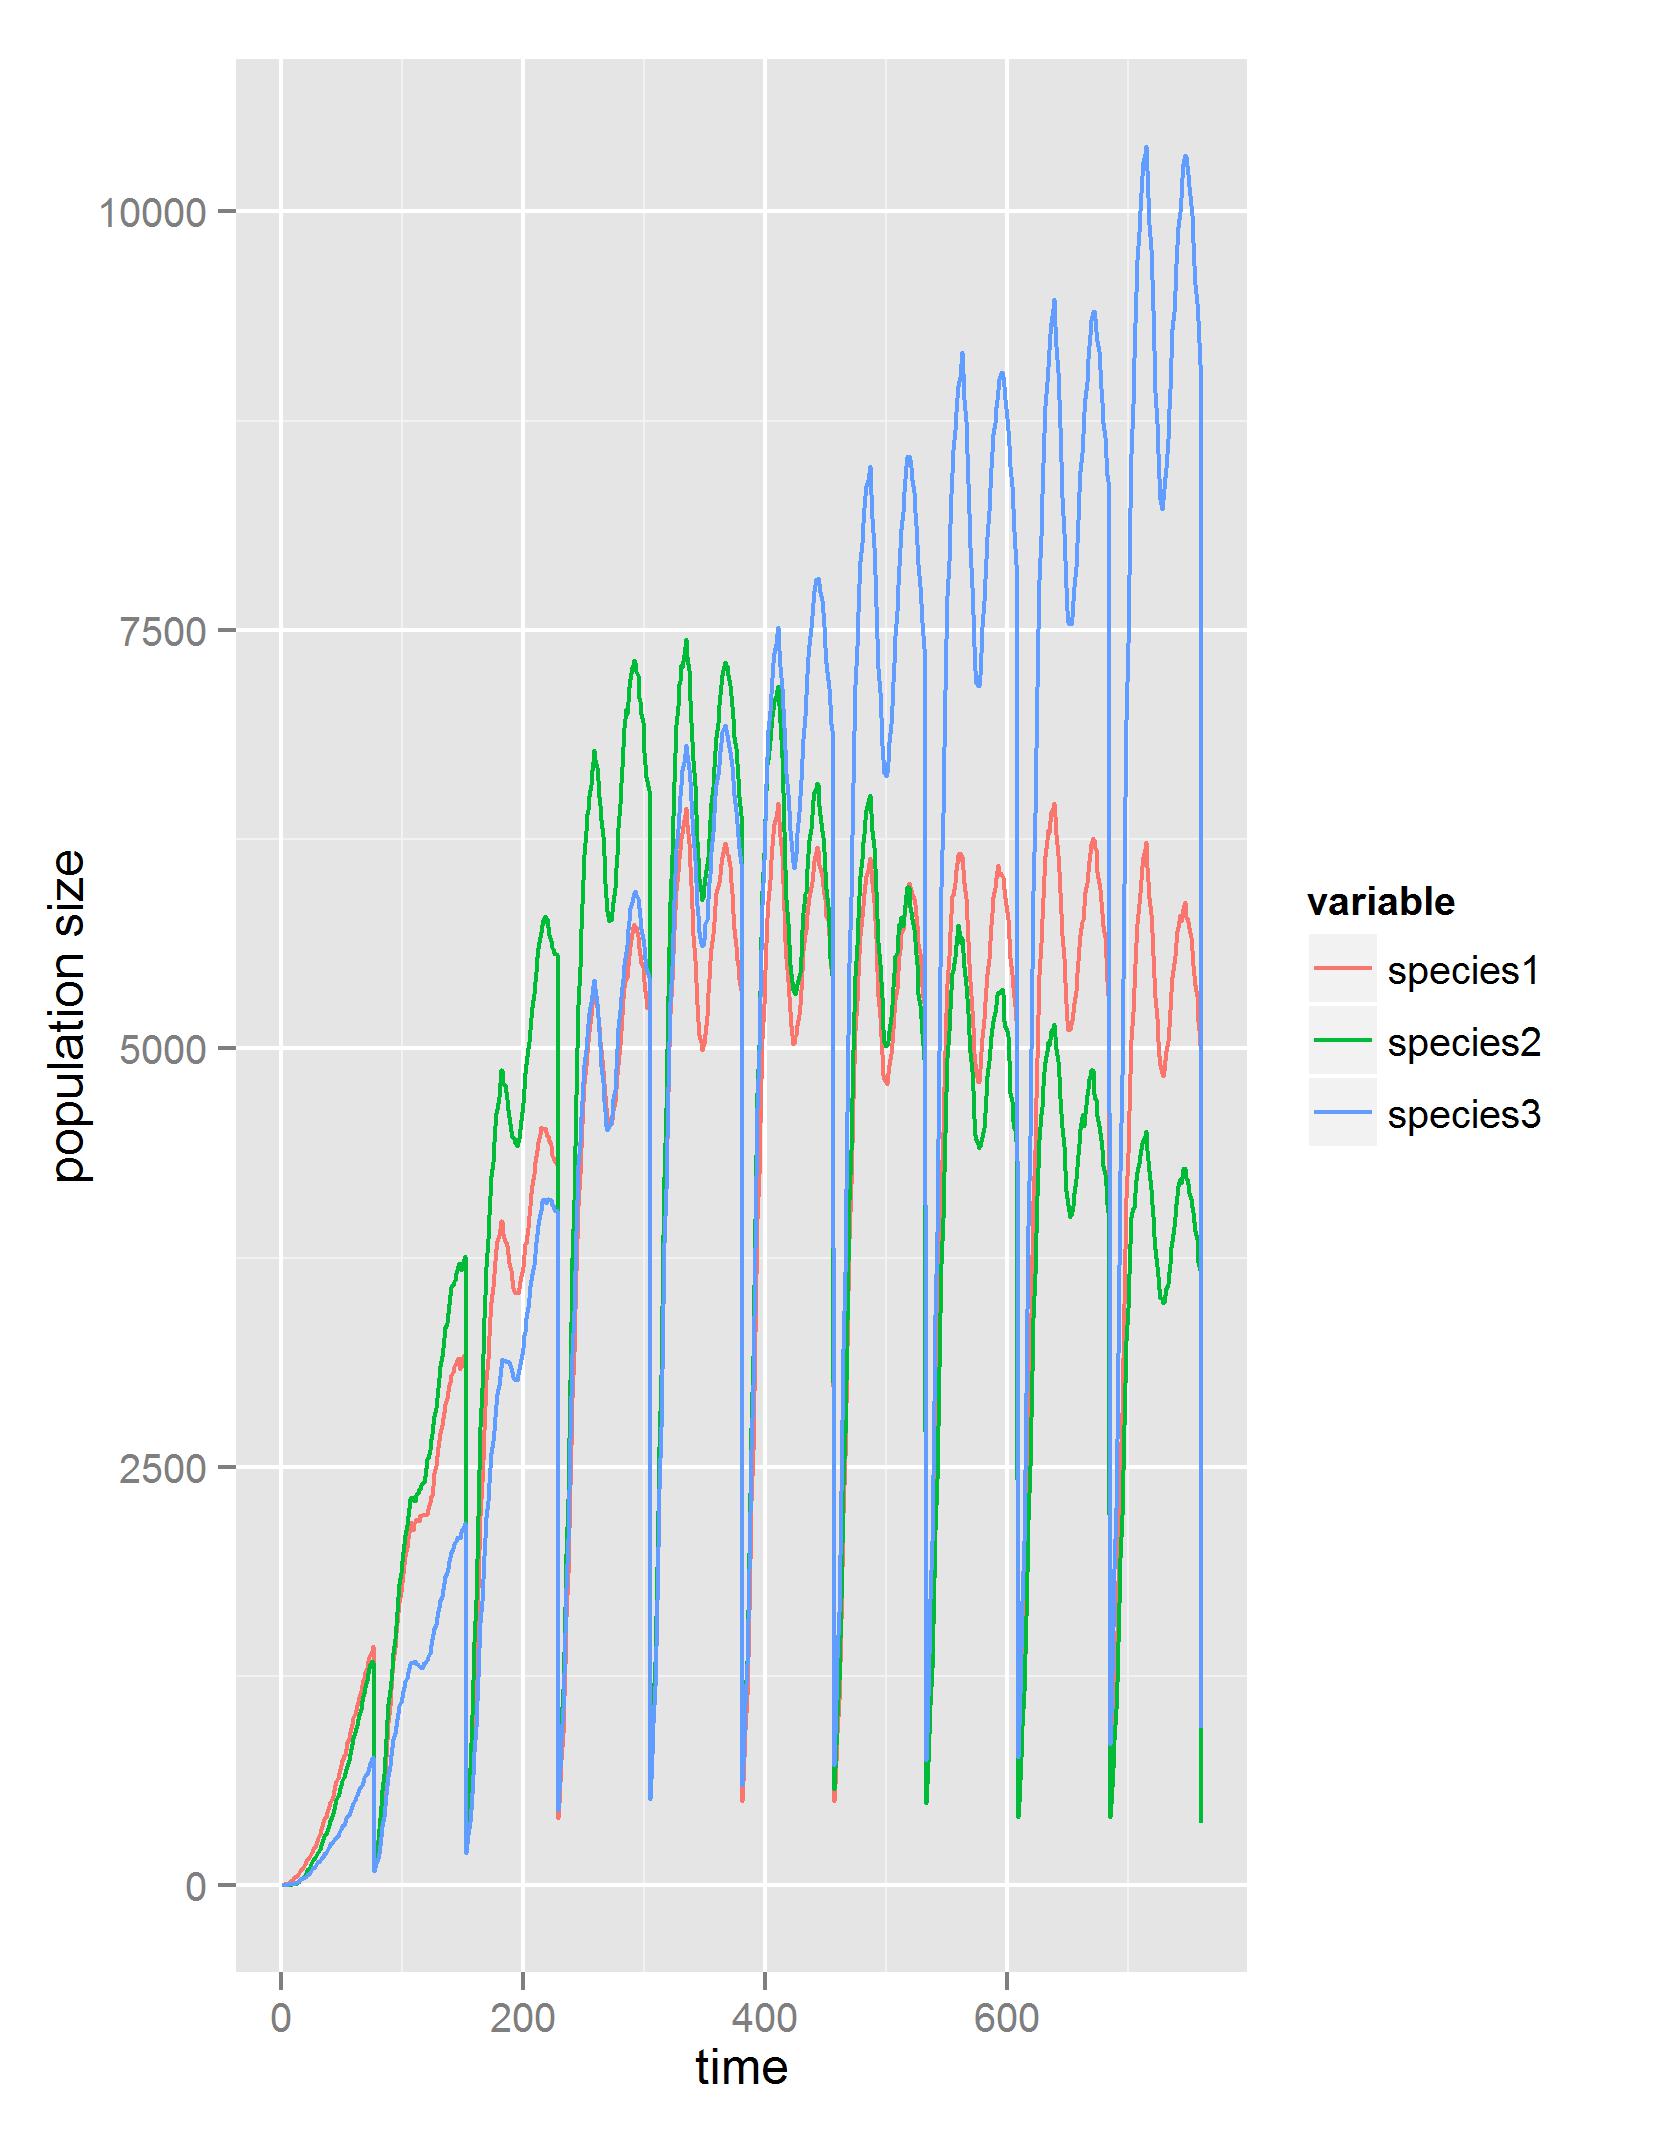 population size
10000
7500
5000
2500
0
0 200 400 600
time
variable
species1
species2
species3